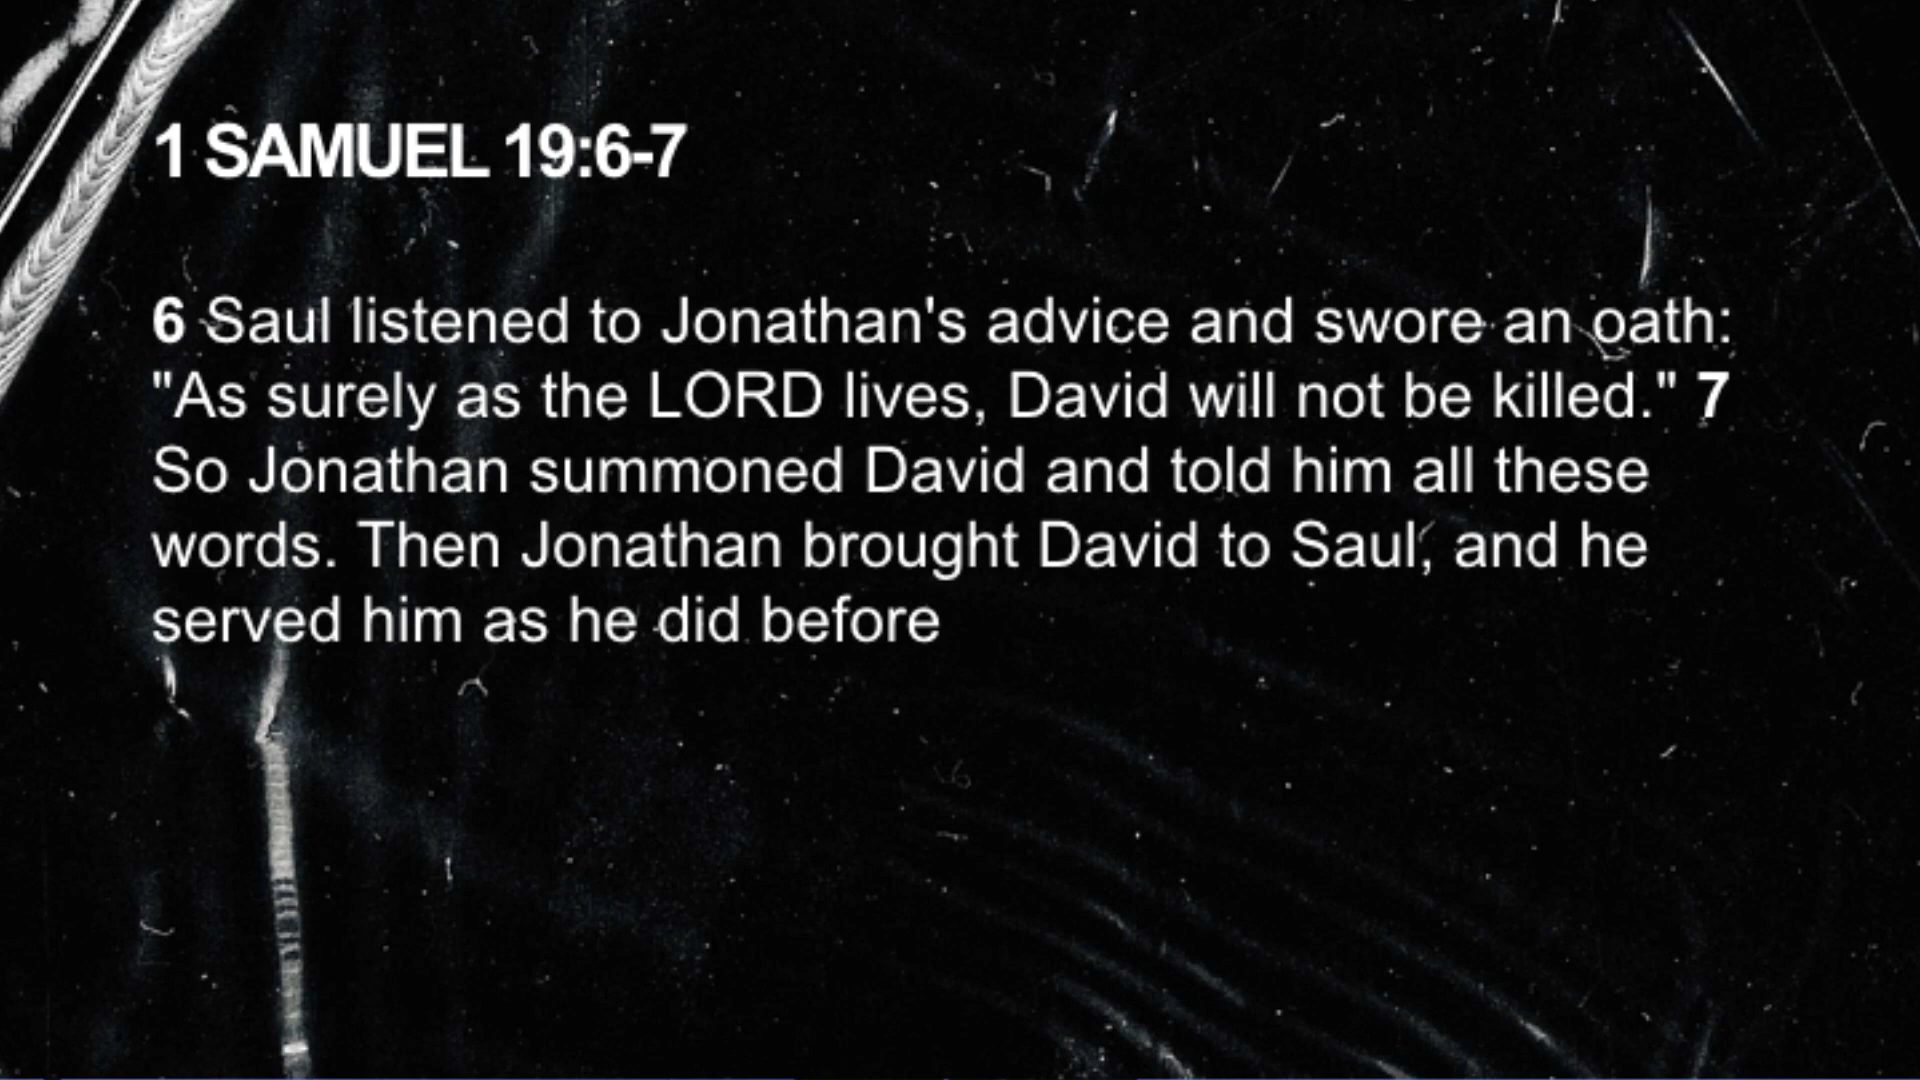 1 SAMUEL 19:6-7
6 Saul listened to Jonathan's advice and swore an oath:
"As surely as the LORD lives, David will not be killed." 7
So Jonathan summoned David and told him all these
words. Then Jonathan brought David to Saul, and he
served him as he did before